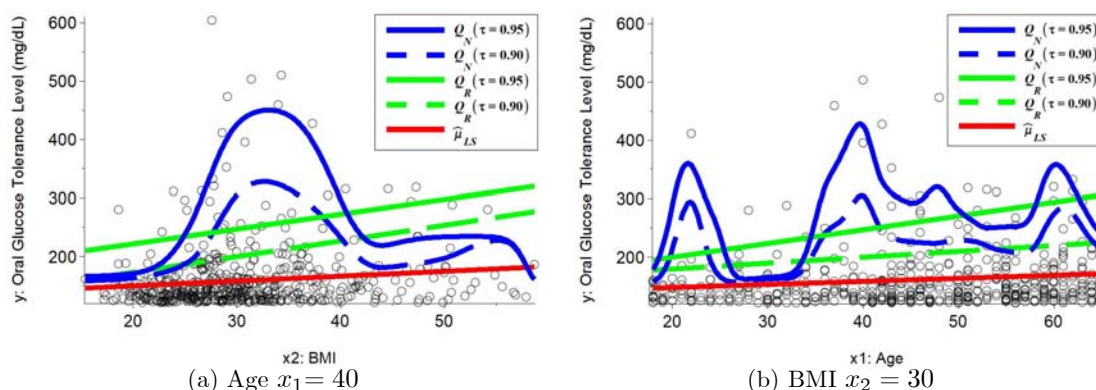 y: Oral Glucose Tolerance Level (mg/dL)
600
500
400
300
200
20
30
40
50
x2: BMI
Q_N(τ = 0.95)
Q_N(τ = 0.90)
Q_R(τ = 0.95)
Q_R(τ = 0.90)
μ̂_LS
(a) Age x₁ = 40
y: Oral Glucose Tolerance Level (mg/dL)
600
500
400
300
200
20
30
40
50
60
x1: Age
Q_N(τ = 0.95)
Q_N(τ = 0.90)
Q_R(τ = 0.95)
Q_R(τ = 0.90)
μ̂_LS
(b) BMI x₂ = 30